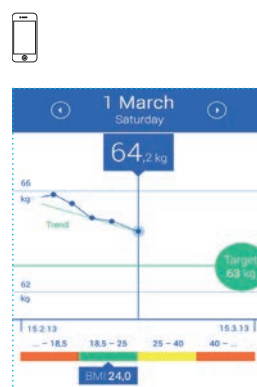 1 March
Saturday
64,2 kg
66
kg
Trend
Target
63 kg
62
kg
15.2.13
15.3.13
... – 18,5
18,5 – 25
25 – 40
40 – ...
BMI 24,0